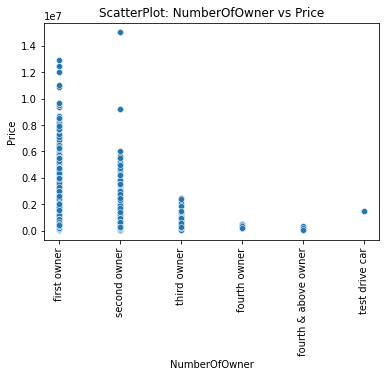 ScatterPlot: NumberOfOwner vs Price
1e7
1.4
1.2
1.0
0.8
0.6
0.4
0.2
0.0
Price
first owner
second owner
third owner
fourth owner
fourth & above owner
test drive car
NumberOfOwner